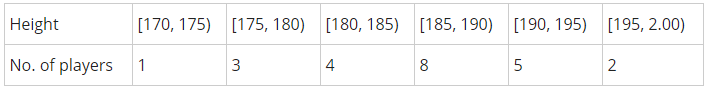 Height [170, 175) [175, 180) [180, 185) [185, 190) [190, 195) [195, 2.00)
No. of players 1 3 4 8 5 2